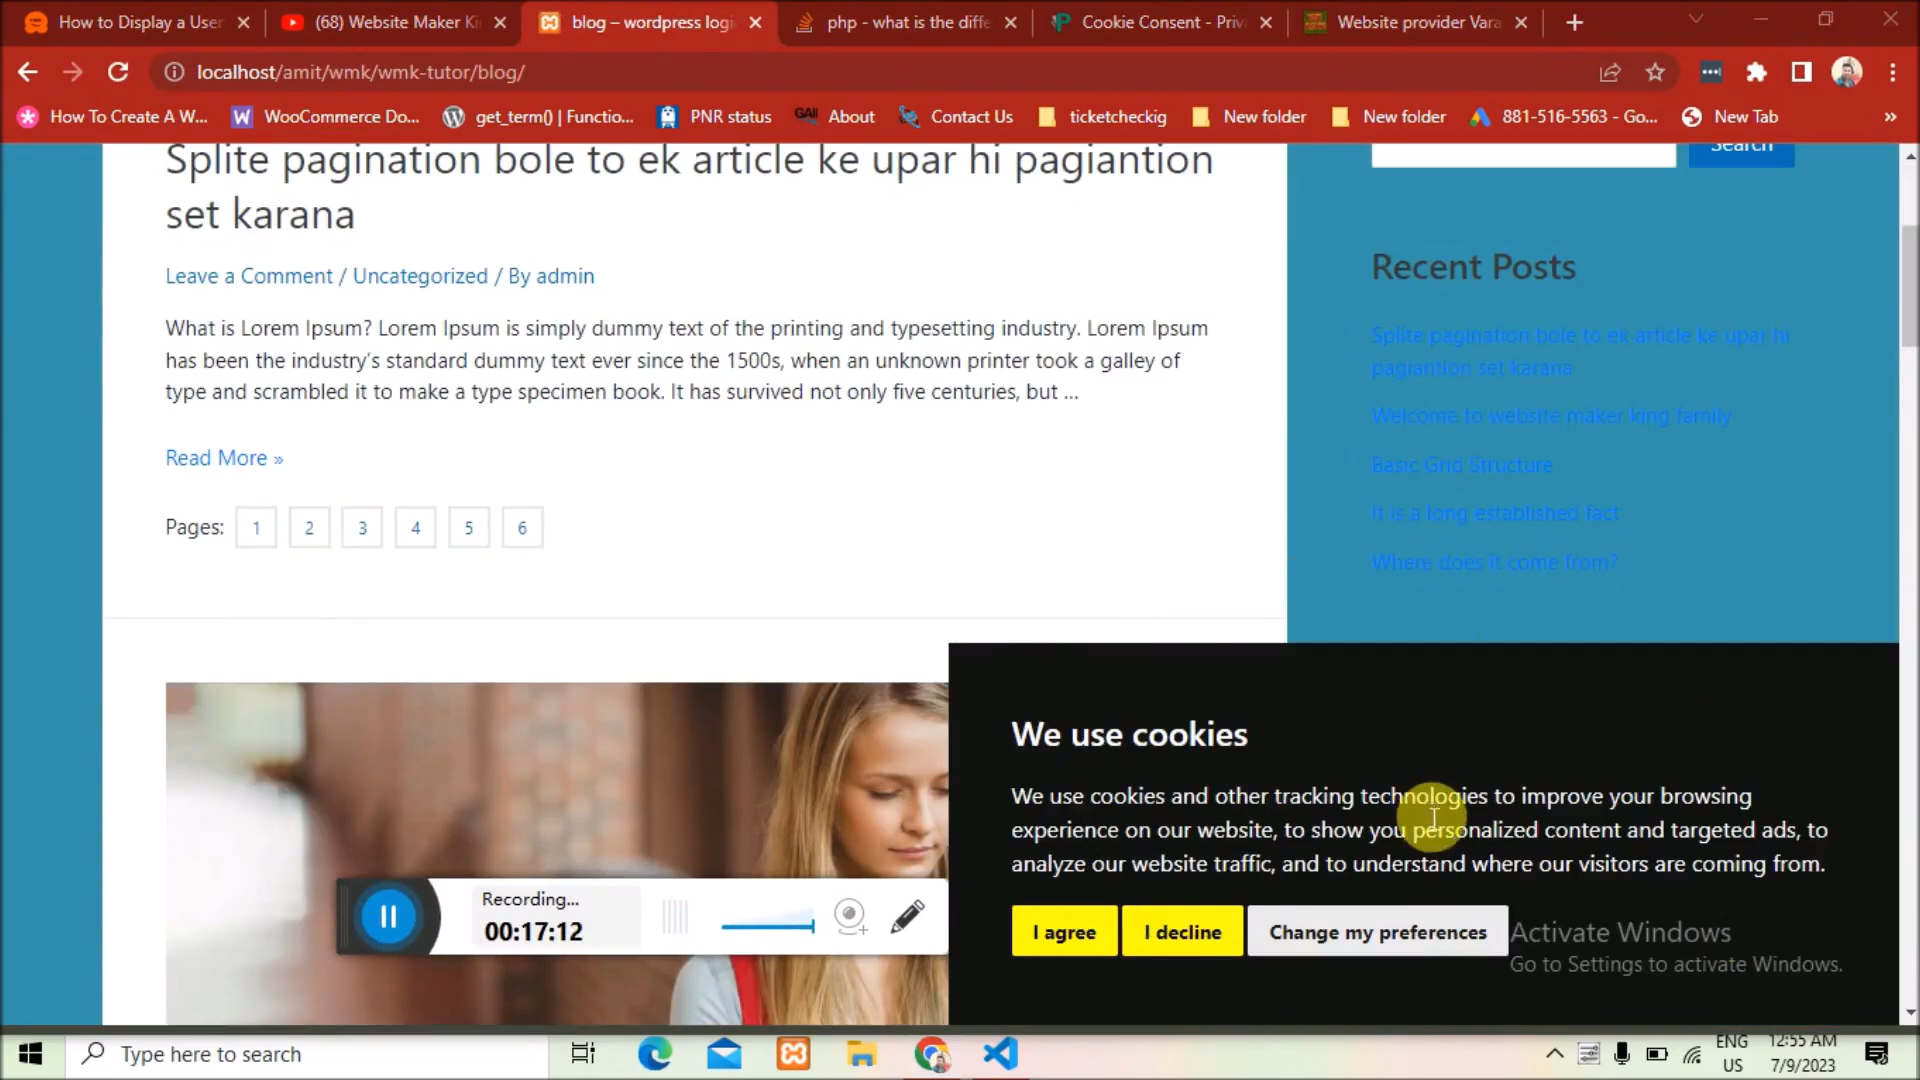 How to Display a User
(68) Website Maker Ki
blog – wordpress logi
php - what is the diffe
Cookie Consent - Priv
Website provider Vara
localhost/amit/wmk/wmk-tutor/blog/
How To Create A W...
WooCommerce Do...
get_term() | Functio...
PNR status
GAII About
Contact Us
ticketcheckig
New folder
New folder
881-516-5563 - Go...
New Tab
»
Splite pagination bole to ek article ke upar hi pagiantion
set karana
Leave a Comment / Uncategorized / By admin
What is Lorem Ipsum? Lorem Ipsum is simply dummy text of the printing and typesetting industry. Lorem Ipsum
has been the industry's standard dummy text ever since the 1500s, when an unknown printer took a galley of
type and scrambled it to make a type specimen book. It has survived not only five centuries, but ...
Read More »
Pages: 1 2 3 4 5 6
Search
Recent Posts
Splite pagination bole to ek article ke upar hi
pagiantion set karana
Welcome to website maker king family
Basic Grid Structure
It is a long established fact
Where does it come from?
We use cookies
We use cookies and other tracking technologies to improve your browsing
experience on our website, to show you personalized content and targeted ads, to
analyze our website traffic, and to understand where our visitors are coming from.
I agree
I decline
Change my preferences
Activate Windows
Go to Settings to activate Windows.
Recording...
00:17:12
Type here to search
ENG
US
12:55 AM
7/9/2023